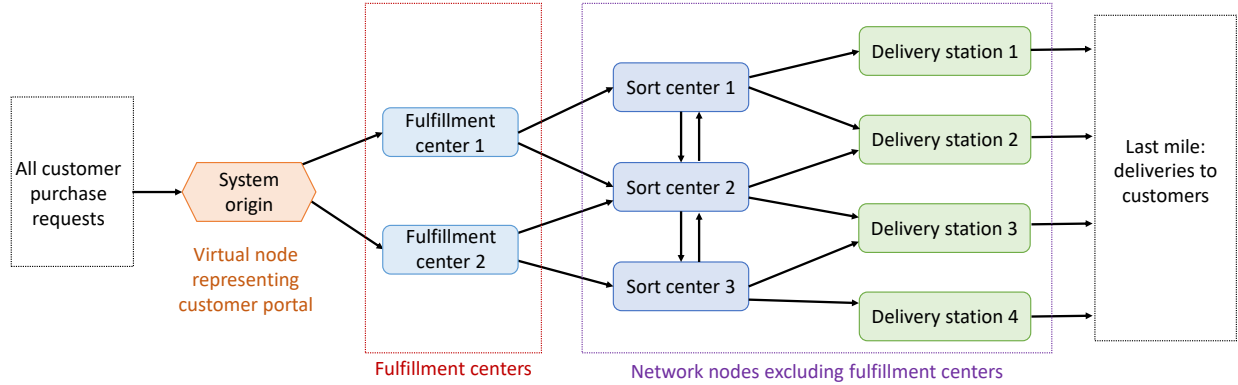 All customer
purchase
requests
System
origin
Virtual node
representing
customer portal
Fulfillment
center 1
Fulfillment
center 2
Fulfillment centers
Sort center 1
Sort center 2
Sort center 3
Delivery station 1
Delivery station 2
Delivery station 3
Delivery station 4
Network nodes excluding fulfillment centers
Last mile:
deliveries to
customers